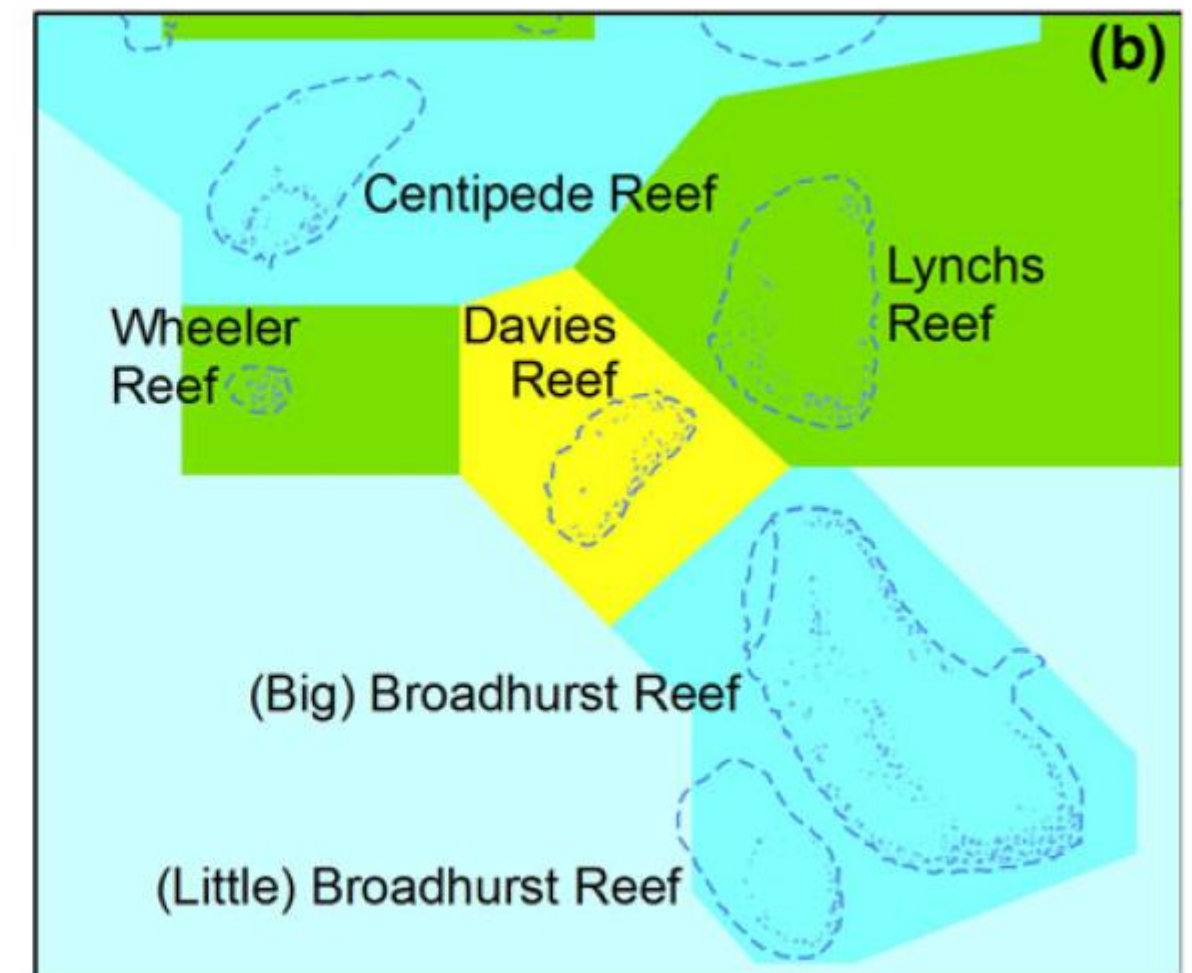 (b)
Centipede Reef
Lynchs
Reef
Wheeler
Reef
Davies
Reef
(Big) Broadhurst Reef
(Little) Broadhurst Reef